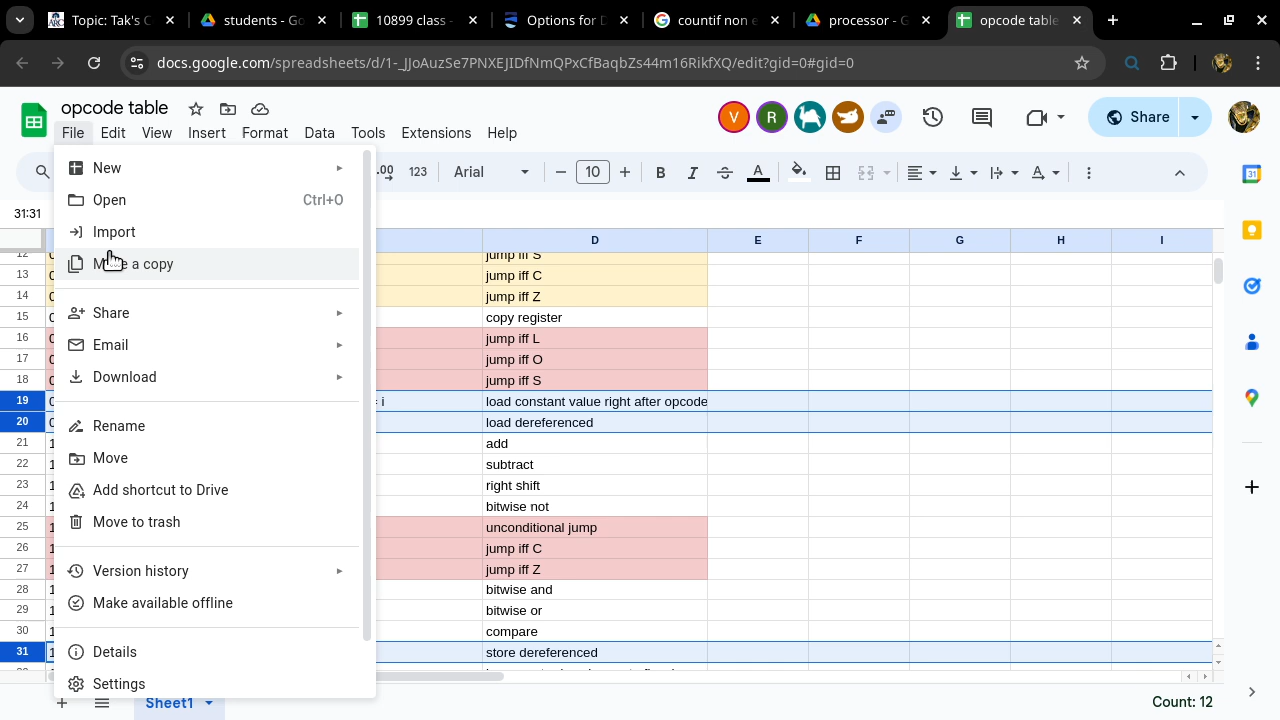 Topic: Tak's C
students - Go
10899 class -
Options for D
countif non e
processor - G
opcode table
docs.google.com/spreadsheets/d/1-_JJoAuzSe7PNXEJIDfNmQPxCfBaqbZs44m16RikfXQ/edit?gid=0#gid=0
opcode table
V
R
Share
File Edit View Insert Format Data Tools Extensions Help
.00 123 Arial 10 B I A
31:31
New
Open Ctrl+O
Import
a copy
Share
Email
Download
Rename
Move
Add shortcut to Drive
Move to trash
Version history
Make available offline
Details
Settings
D E F G H I
12 jump iff S
13 jump iff C
14 jump iff Z
15 copy register
16 jump iff L
17 jump iff O
18 jump iff S
19 i load constant value right after opcode
20 load dereferenced
21 add
22 subtract
23 right shift
24 bitwise not
25 unconditional jump
26 jump iff C
27 jump iff Z
28 bitwise and
29 bitwise or
30 compare
31 store dereferenced
Sheet1
Count: 12
31